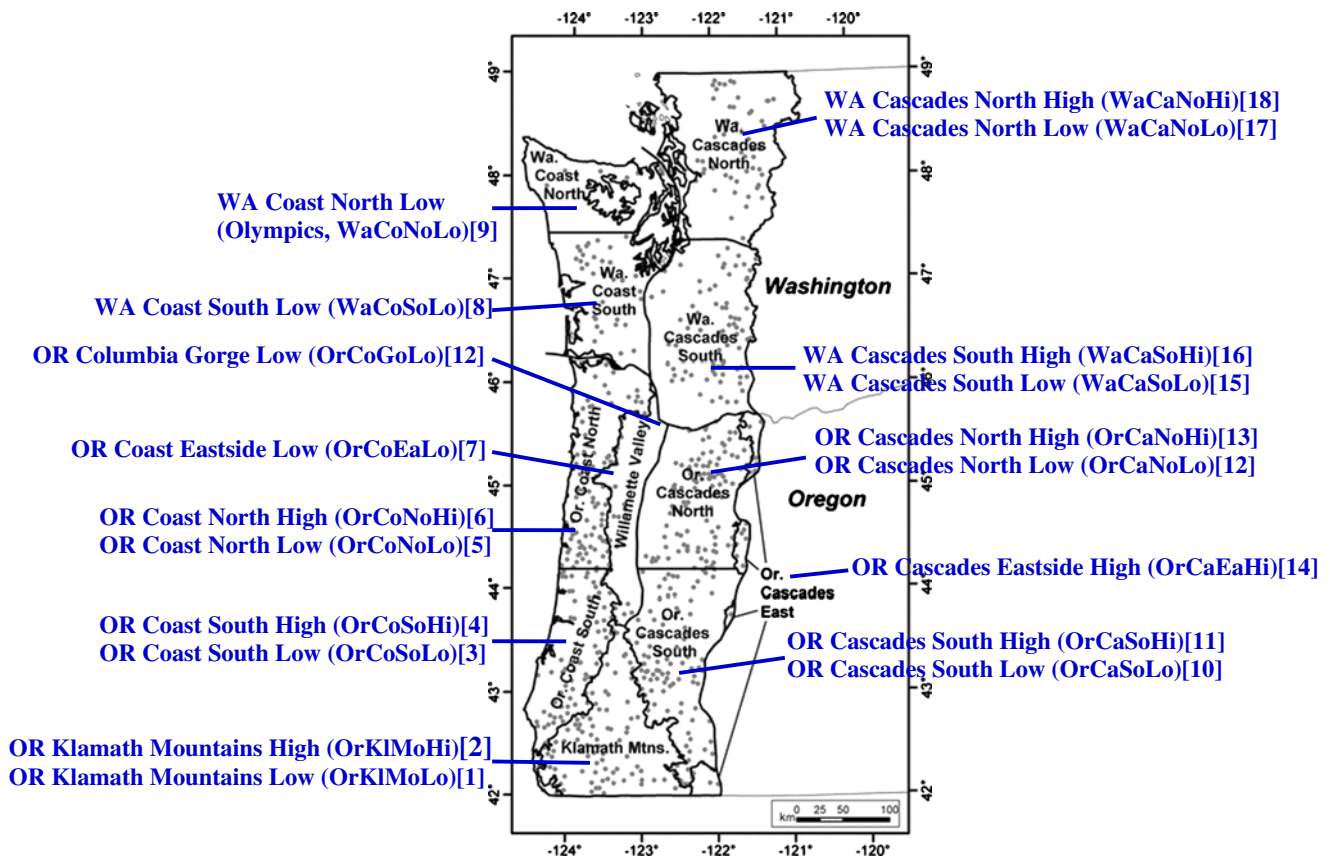 -124° -123° -122° -121° -120°
49°
49°
WA Cascades North High (WaCaNoHi)[18]
WA Cascades North Low (WaCaNoLo)[17]
Wa.
Cascades
North
Wa.
Coast
North
48°
48°
WA Coast North Low
(Olympics, WaCoNoLo)[9]
47°
47°
Wa.
Coast
South
Washington
WA Coast South Low (WaCoSoLo)[8]
Wa.
Cascades
South
OR Columbia Gorge Low (OrCoGoLo)[12]
WA Cascades South High (WaCaSoHi)[16]
WA Cascades South Low (WaCaSoLo)[15]
46°
46°
OR Coast Eastside Low (OrCoEaLo)[7]
Or. Coast North
Willamette Valley
OR Cascades North High (OrCaNoHi)[13]
OR Cascades North Low (OrCaNoLo)[12]
Or.
Cascades
North
45°
45°
Oregon
OR Coast North High (OrCoNoHi)[6]
OR Coast North Low (OrCoNoLo)[5]
44°
44°
OR Cascades Eastside High (OrCaEaHi)[14]
Or.
Cascades
East
OR Coast South High (OrCoSoHi)[4]
OR Coast South Low (OrCoSoLo)[3]
Or. Coast South
Or.
Cascades
South
OR Cascades South High (OrCaSoHi)[11]
OR Cascades South Low (OrCaSoLo)[10]
43°
43°
OR Klamath Mountains High (OrKlMoHi)[2]
OR Klamath Mountains Low (OrKlMoLo)[1]
Klamath Mtns.
42°
42°
0 25 50 100
km
-124° -123° -122° -121° -120°